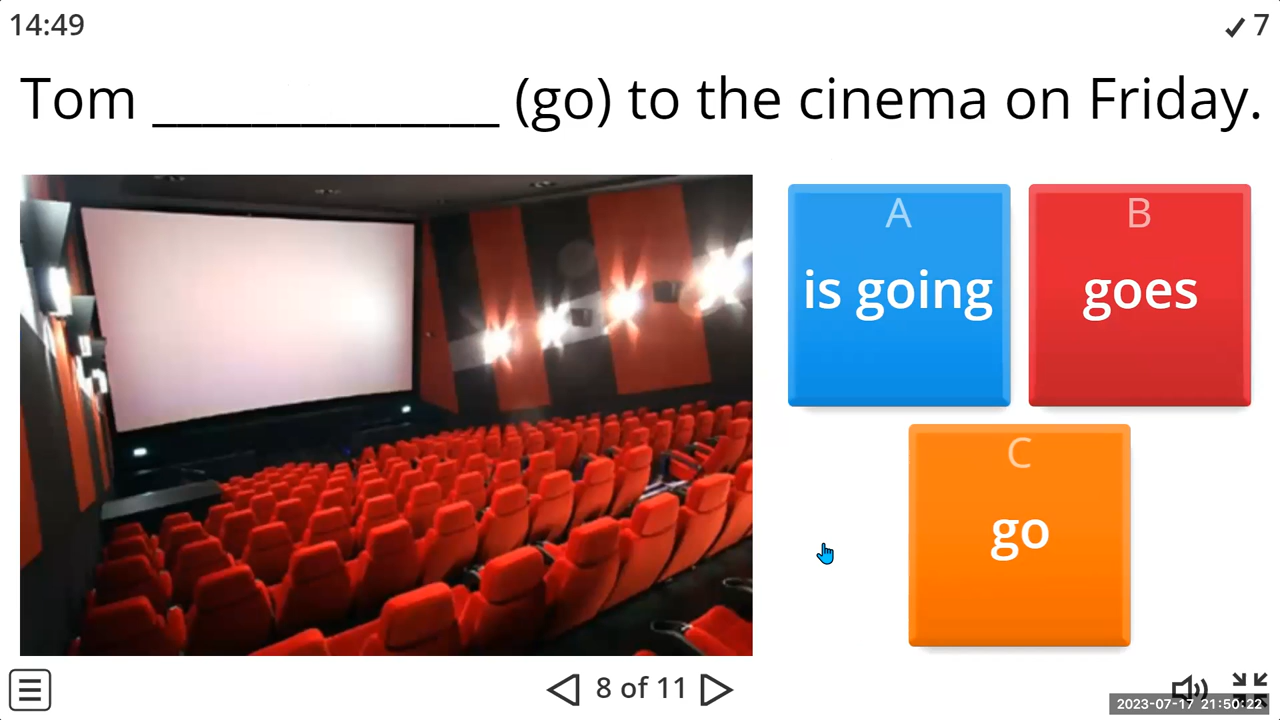 14:49
7
Tom ______________ (go) to the cinema on Friday.
A
is going
B
goes
C
go
8 of 11
2023-07-17 21:50:22